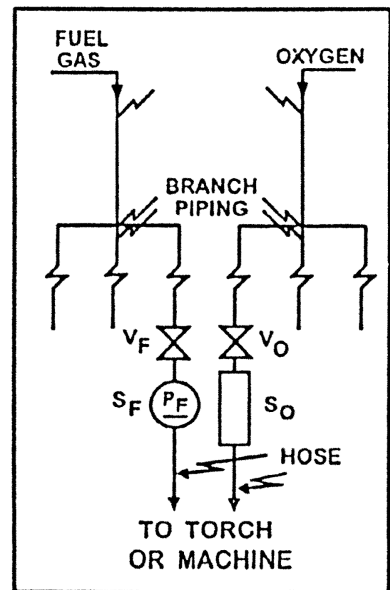 FUEL
GAS
OXYGEN
BRANCH
PIPING
VF
VO
SF
PF
SO
HOSE
TO TORCH
OR MACHINE